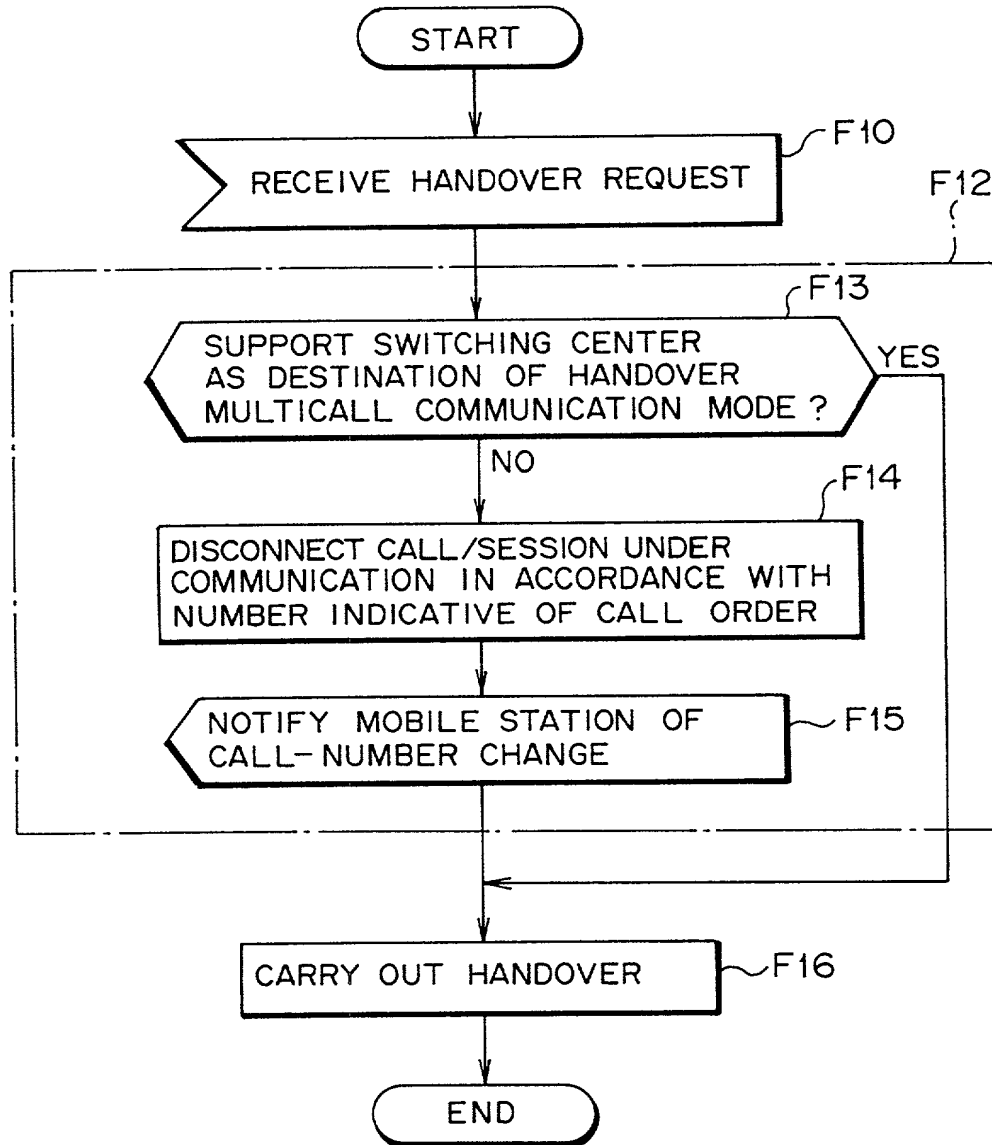 START
F10
RECEIVE HANDOVER REQUEST
F12
F13
SUPPORT SWITCHING CENTER
AS DESTINATION OF HANDOVER
MULTICALL COMMUNICATION MODE ?
YES
NO
F14
DISCONNECT CALL/SESSION UNDER
COMMUNICATION IN ACCORDANCE WITH
NUMBER INDICATIVE OF CALL ORDER
NOTIFY MOBILE STATION OF
CALL-NUMBER CHANGE
F15
CARRY OUT HANDOVER
F16
END